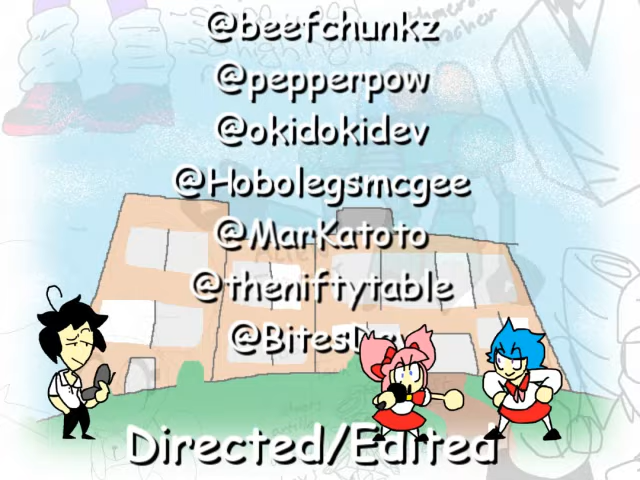 @beefchunkz
@pepperpow
@okidokidev
@Hobolegsmcgee
@MarKatoto
@theniftytable
Directed/Edited